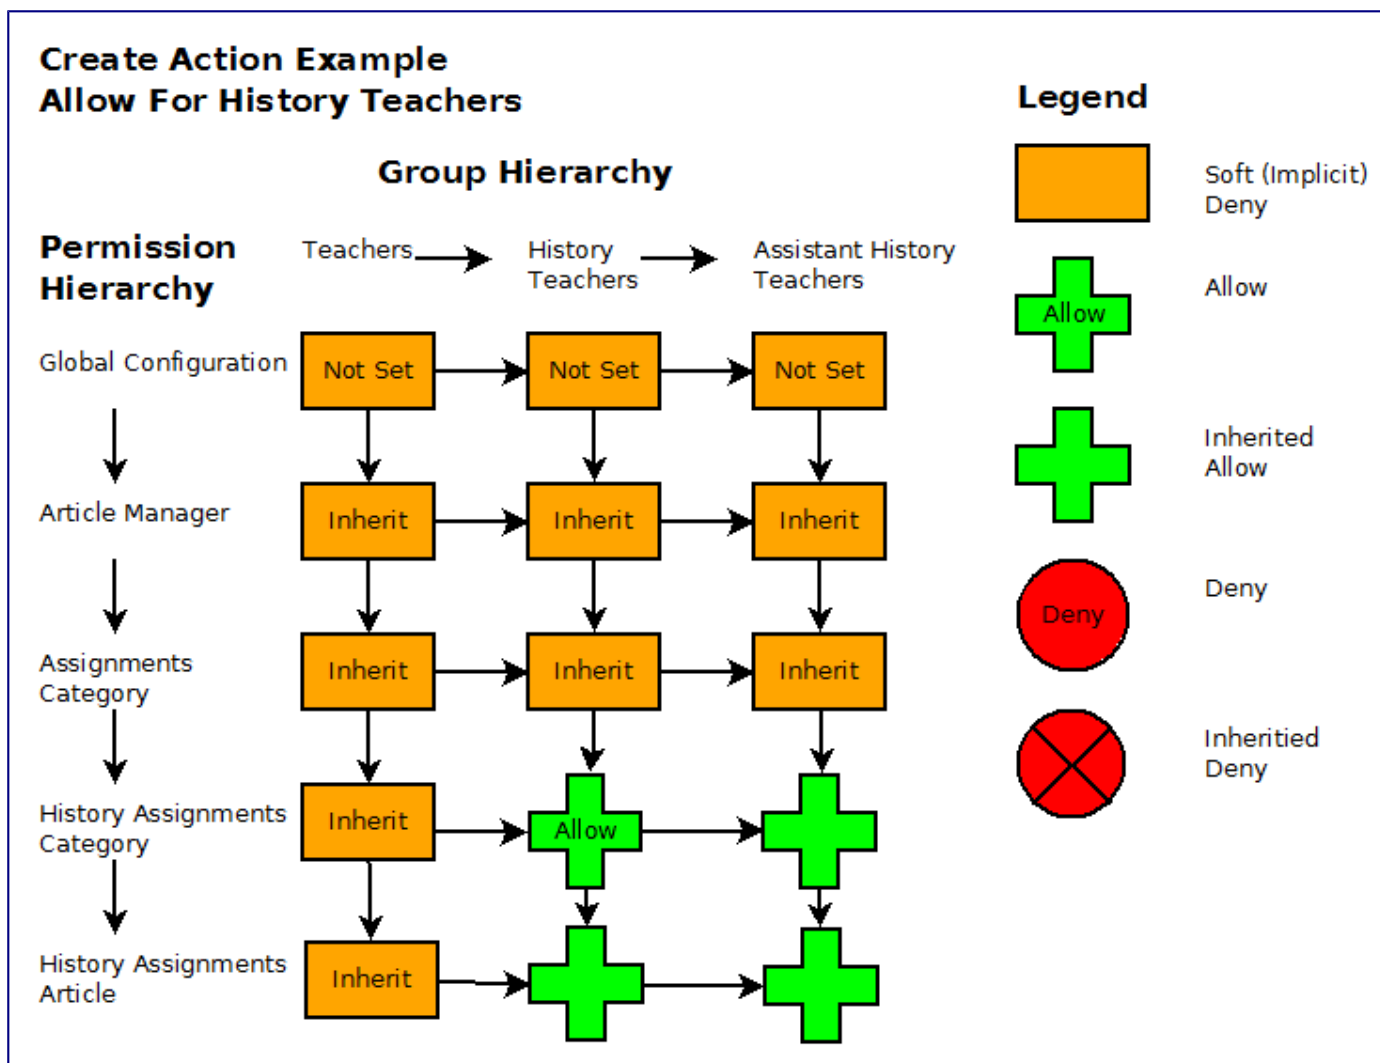 Create Action Example
Allow For History Teachers
Group Hierarchy
Permission
Hierarchy
Teachers
History
Teachers
Assistant History
Teachers
Global Configuration
Not Set
Not Set
Not Set
Article Manager
Inherit
Inherit
Inherit
Assignments
Category
Inherit
Inherit
Inherit
History Assignments
Category
Inherit
Allow
History Assignments
Article
Inherit
Legend
Soft (Implicit)
Deny
Allow
Allow
Inherited
Allow
Deny
Deny
Inheritied
Deny